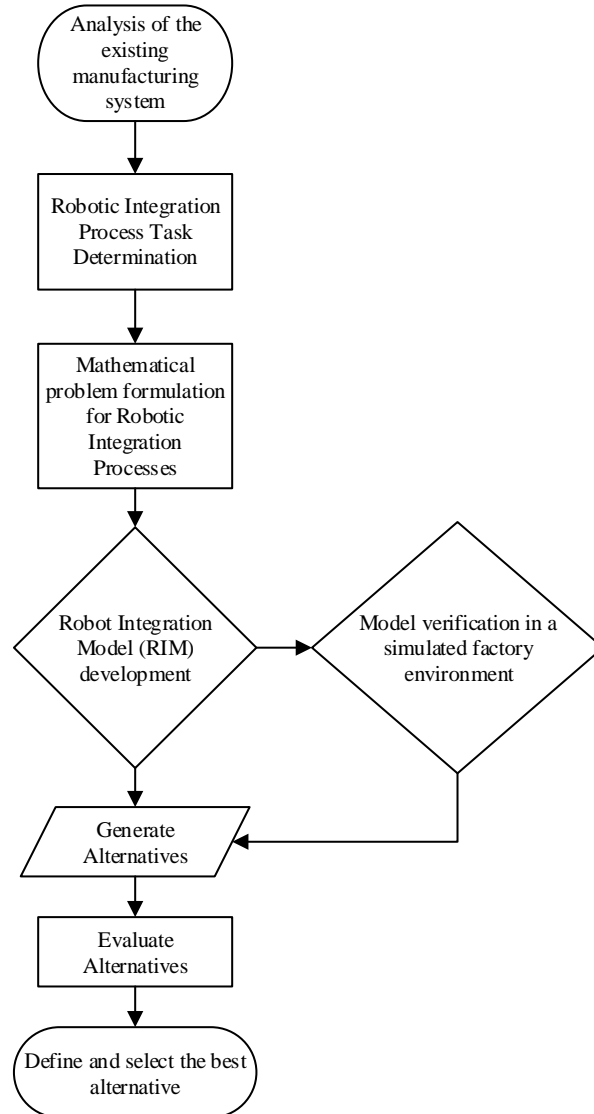 Analysis of the
existing
manufacturing
system
Robotic Integration
Process Task
Determination
Mathematical
problem formulation
for Robotic
Integration
Processes
Robot Integration
Model (RIM)
development
Model verification in a
simulated factory
environment
Generate
Alternatives
Evaluate
Alternatives
Define and select the best
alternative